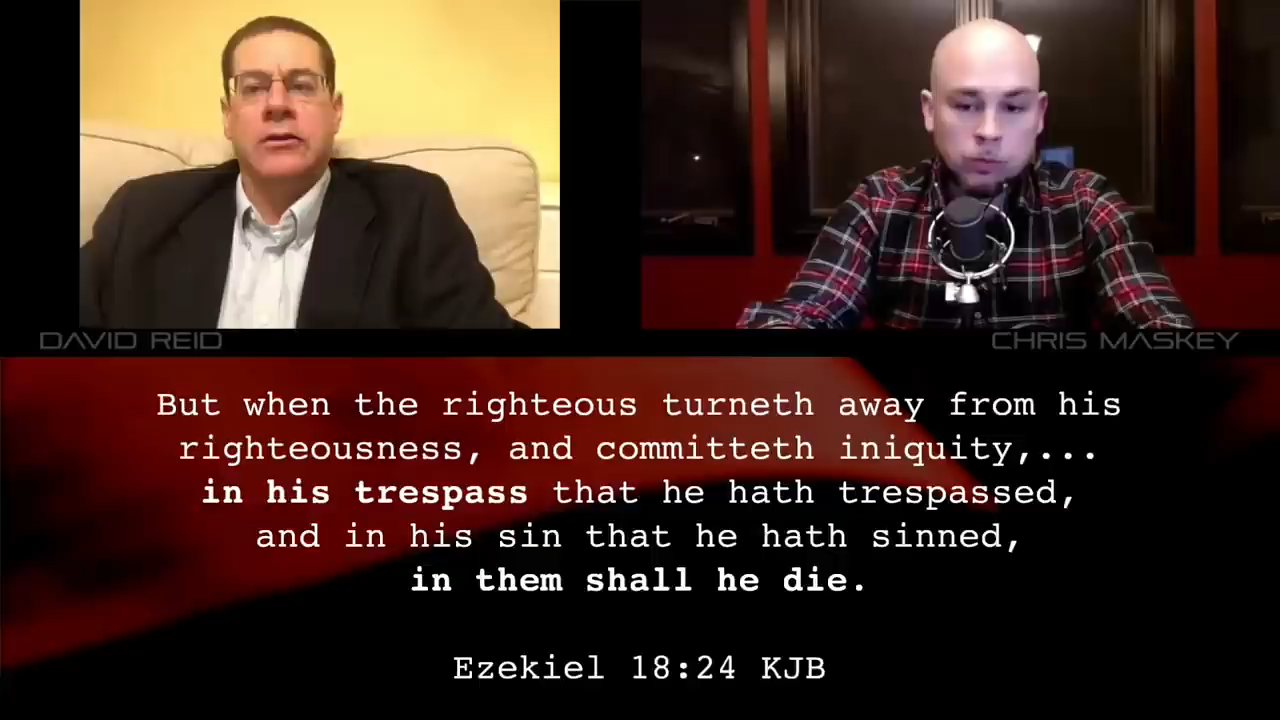 DAVID REID
CHRIS MASKEY
But when the righteous turneth away from his
righteousness, and committeth iniquity,...
in his trespass that he hath trespassed,
and in his sin that he hath sinned,
in them shall he die.
Ezekiel 18:24 KJB